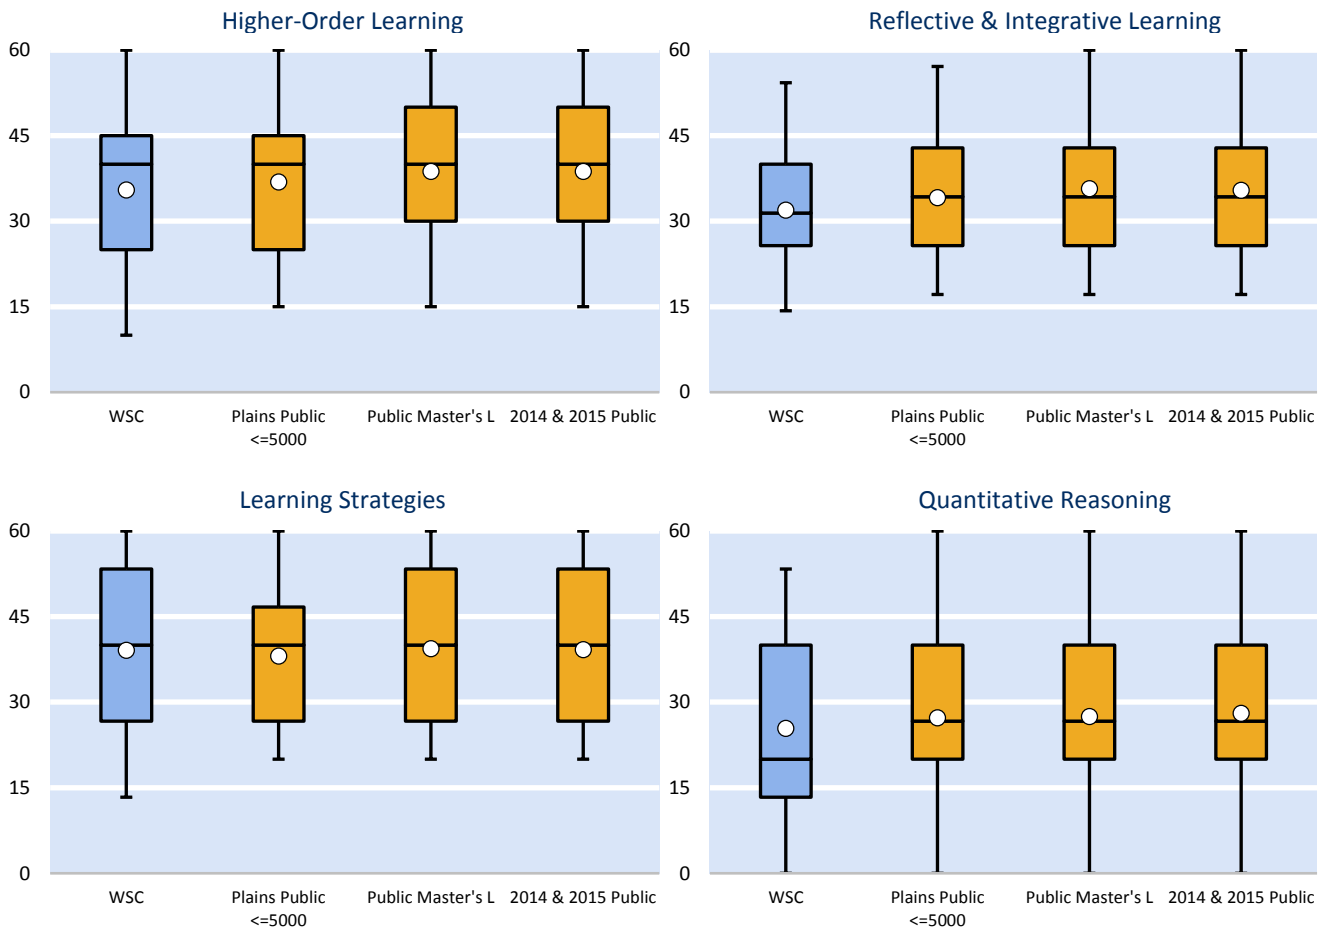 Higher-Order Learning
60
45
30
15
0
WSC
Plains Public
<=5000
Public Master's L
2014 & 2015 Public
Reflective & Integrative Learning
60
45
30
15
0
WSC
Plains Public
<=5000
Public Master's L
2014 & 2015 Public
Learning Strategies
60
45
30
15
0
WSC
Plains Public
<=5000
Public Master's L
2014 & 2015 Public
Quantitative Reasoning
60
45
30
15
0
WSC
Plains Public
<=5000
Public Master's L
2014 & 2015 Public